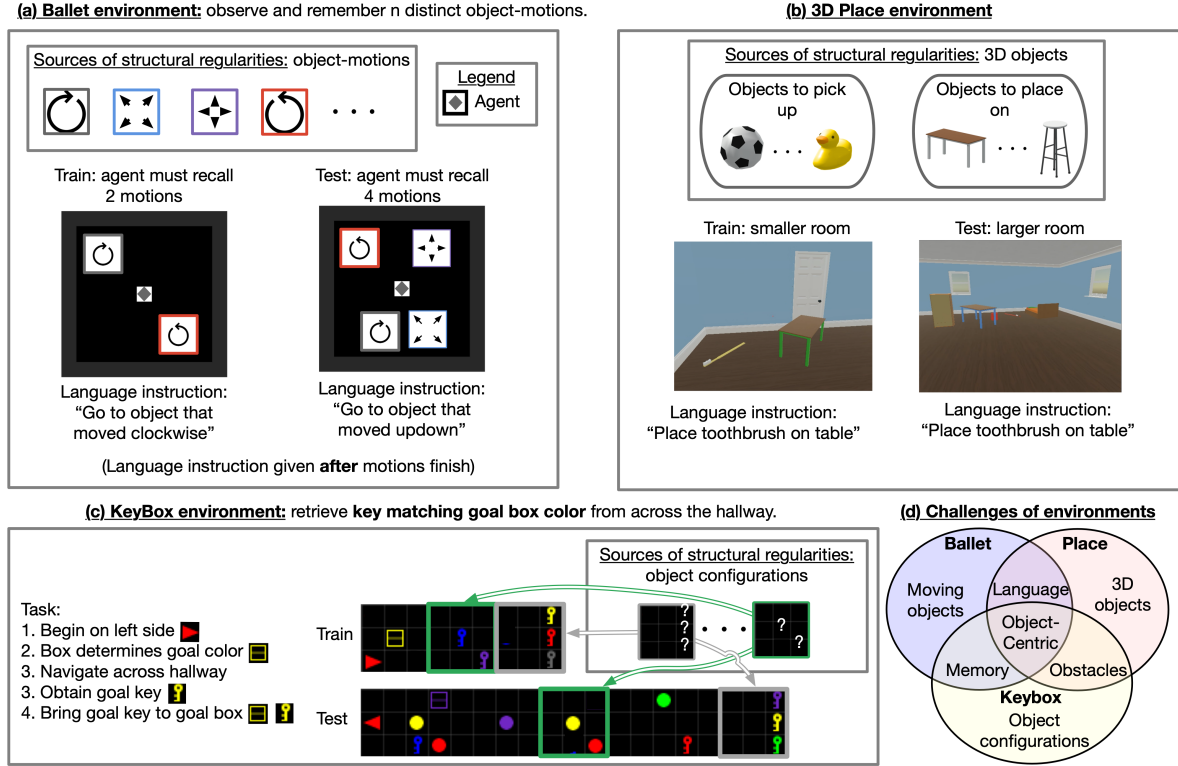 (a) Ballet environment: observe and remember n distinct object-motions.
Sources of structural regularities: object-motions
. . .
Legend
Agent
Train: agent must recall
2 motions
Test: agent must recall
4 motions
Language instruction:
“Go to object that
moved clockwise”
Language instruction:
“Go to object that
moved updown”
(Language instruction given after motions finish)
(b) 3D Place environment
Sources of structural regularities: 3D objects
Objects to pick
up
. . .
Objects to place
on
. . .
Train: smaller room
Test: larger room
Language instruction:
“Place toothbrush on table”
Language instruction:
“Place toothbrush on table”
(c) KeyBox environment: retrieve key matching goal box color from across the hallway.
Sources of structural regularities:
object configurations
?
?
?
. . .
?
?
Task:
1. Begin on left side
2. Box determines goal color
3. Navigate across hallway
3. Obtain goal key
4. Bring goal key to goal box
Train
Test
(d) Challenges of environments
Ballet
Place
Moving
objects
Language
3D
objects
Object-
Centric
Memory
Obstacles
Keybox
Object
configurations